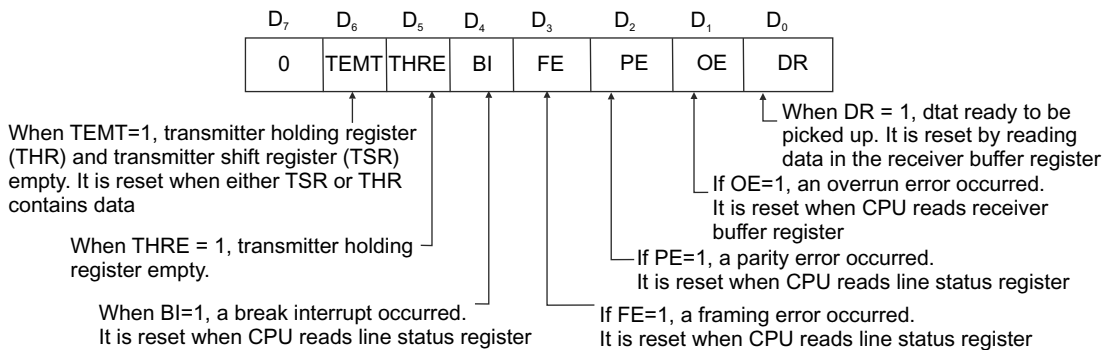 D₇ D₆ D₅ D₄ D₃ D₂ D₁ D₀
0 TEMT THRE BI FE PE OE DR
When TEMT=1, transmitter holding register
(THR) and transmitter shift register (TSR)
empty. It is reset when either TSR or THR
contains data
When DR = 1, dtat ready to be
picked up. It is reset by reading
data in the receiver buffer register
If OE=1, an overrun error occurred.
It is reset when CPU reads receiver
buffer register
When THRE = 1, transmitter holding
register empty.
If PE=1, a parity error occurred.
It is reset when CPU reads line status register
When BI=1, a break interrupt occurred.
It is reset when CPU reads line status register
If FE=1, a framing error occurred.
It is reset when CPU reads line status register